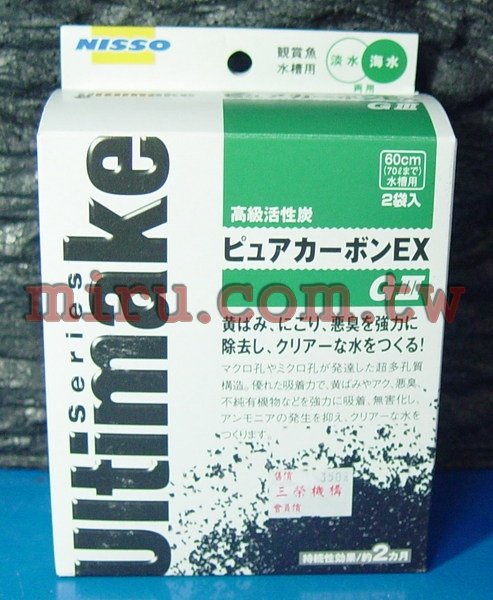 NISSO
観賞魚
水槽用
淡水
海水
両用
GⅢ
60cm
(70ℓまで)
水槽用
2袋入
高級活性炭
ピュアカーボンEX
GⅢ
miru.com.tw
Ultimake
Series
黄ばみ、にごり、悪臭を強力に
除去し、クリアーな水をつくる!
マクロ孔やミクロ孔が発達した超多孔質
構造。優れた吸着力で、黄ばみやアク、悪臭、
不純有機物などを強力に吸着、無害化し、
アンモニアの発生を抑え、クリアーな水を
つくります。
售價 350
三榮機構
會員價
持続性効果/約2カ月